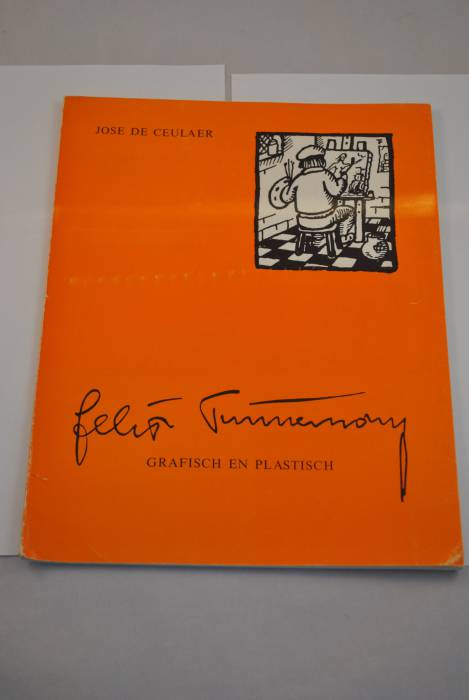 JOSE DE CEULAER
Felix Timmermans
GRAFISCH EN PLASTISCH